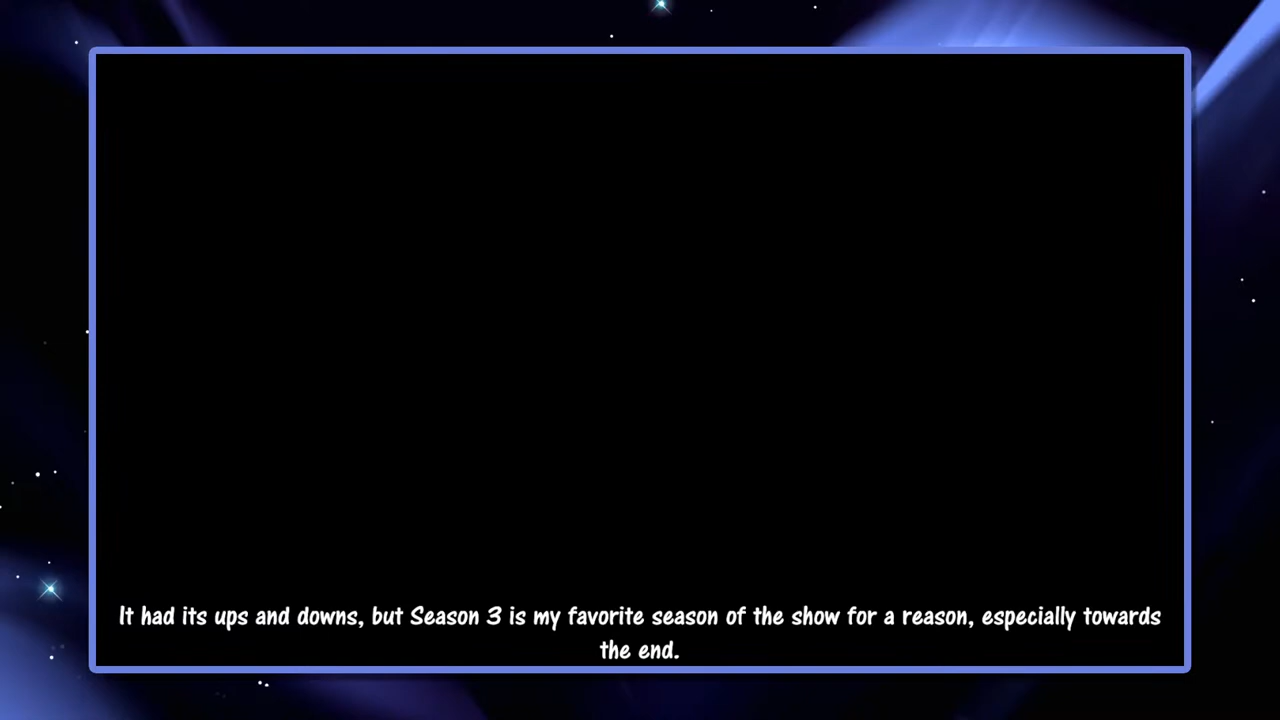 It had its ups and downs, but Season 3 is my favorite season of the show for a reason, especially towards
the end.